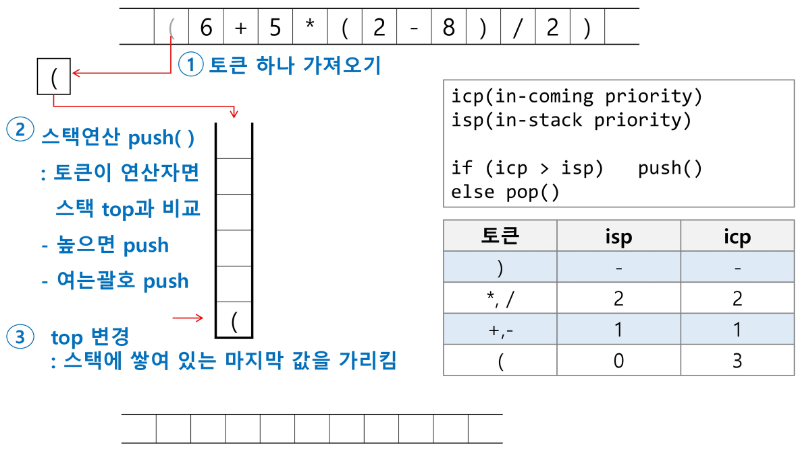 ( 6 + 5 * ( 2 - 8 ) / 2 )
① 토큰 하나 가져오기
(
② 스택연산 push( )
: 토큰이 연산자면
스택 top과 비교
- 높으면 push
- 여는괄호 push
(
③ top 변경
: 스택에 쌓여 있는 마지막 값을 가리킴
icp(in-coming priority)
isp(in-stack priority)
if (icp > isp) push()
else pop()
토큰 isp icp
) - -
*, / 2 2
+,- 1 1
( 0 3